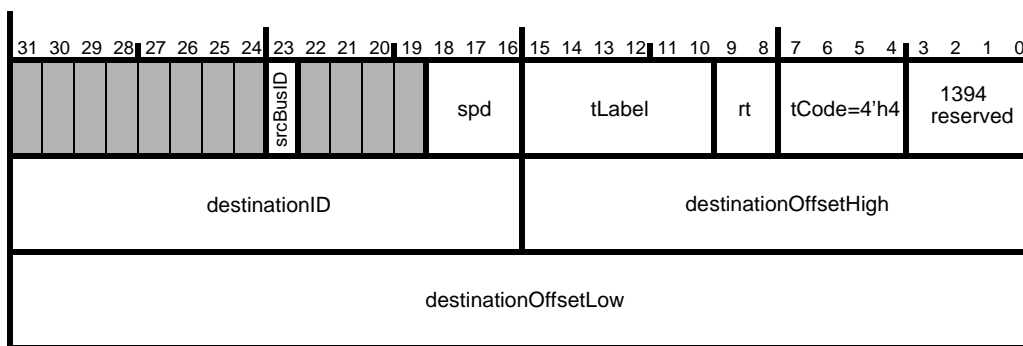 31 30 29 28 27 26 25 24 23 22 21 20 19 18 17 16 15 14 13 12 11 10 9 8 7 6 5 4 3 2 1 0
srcBusID spd tLabel rt tCode=4'h4 1394
reserved
destinationID destinationOffsetHigh
destinationOffsetLow